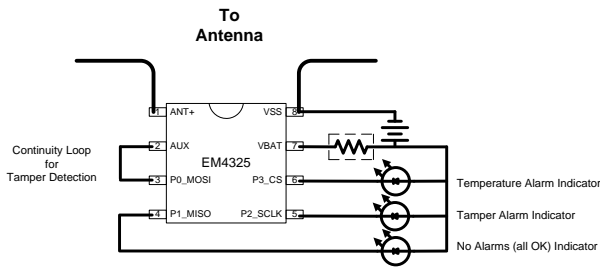 To
Antenna
1 ANT+ VSS 8
2 AUX VBAT 7
Continuity Loop
for
Tamper Detection
EM4325
3 P0_MOSI P3_CS 6
Temperature Alarm Indicator
4 P1_MISO P2_SCLK 5
Tamper Alarm Indicator
No Alarms (all OK) Indicator